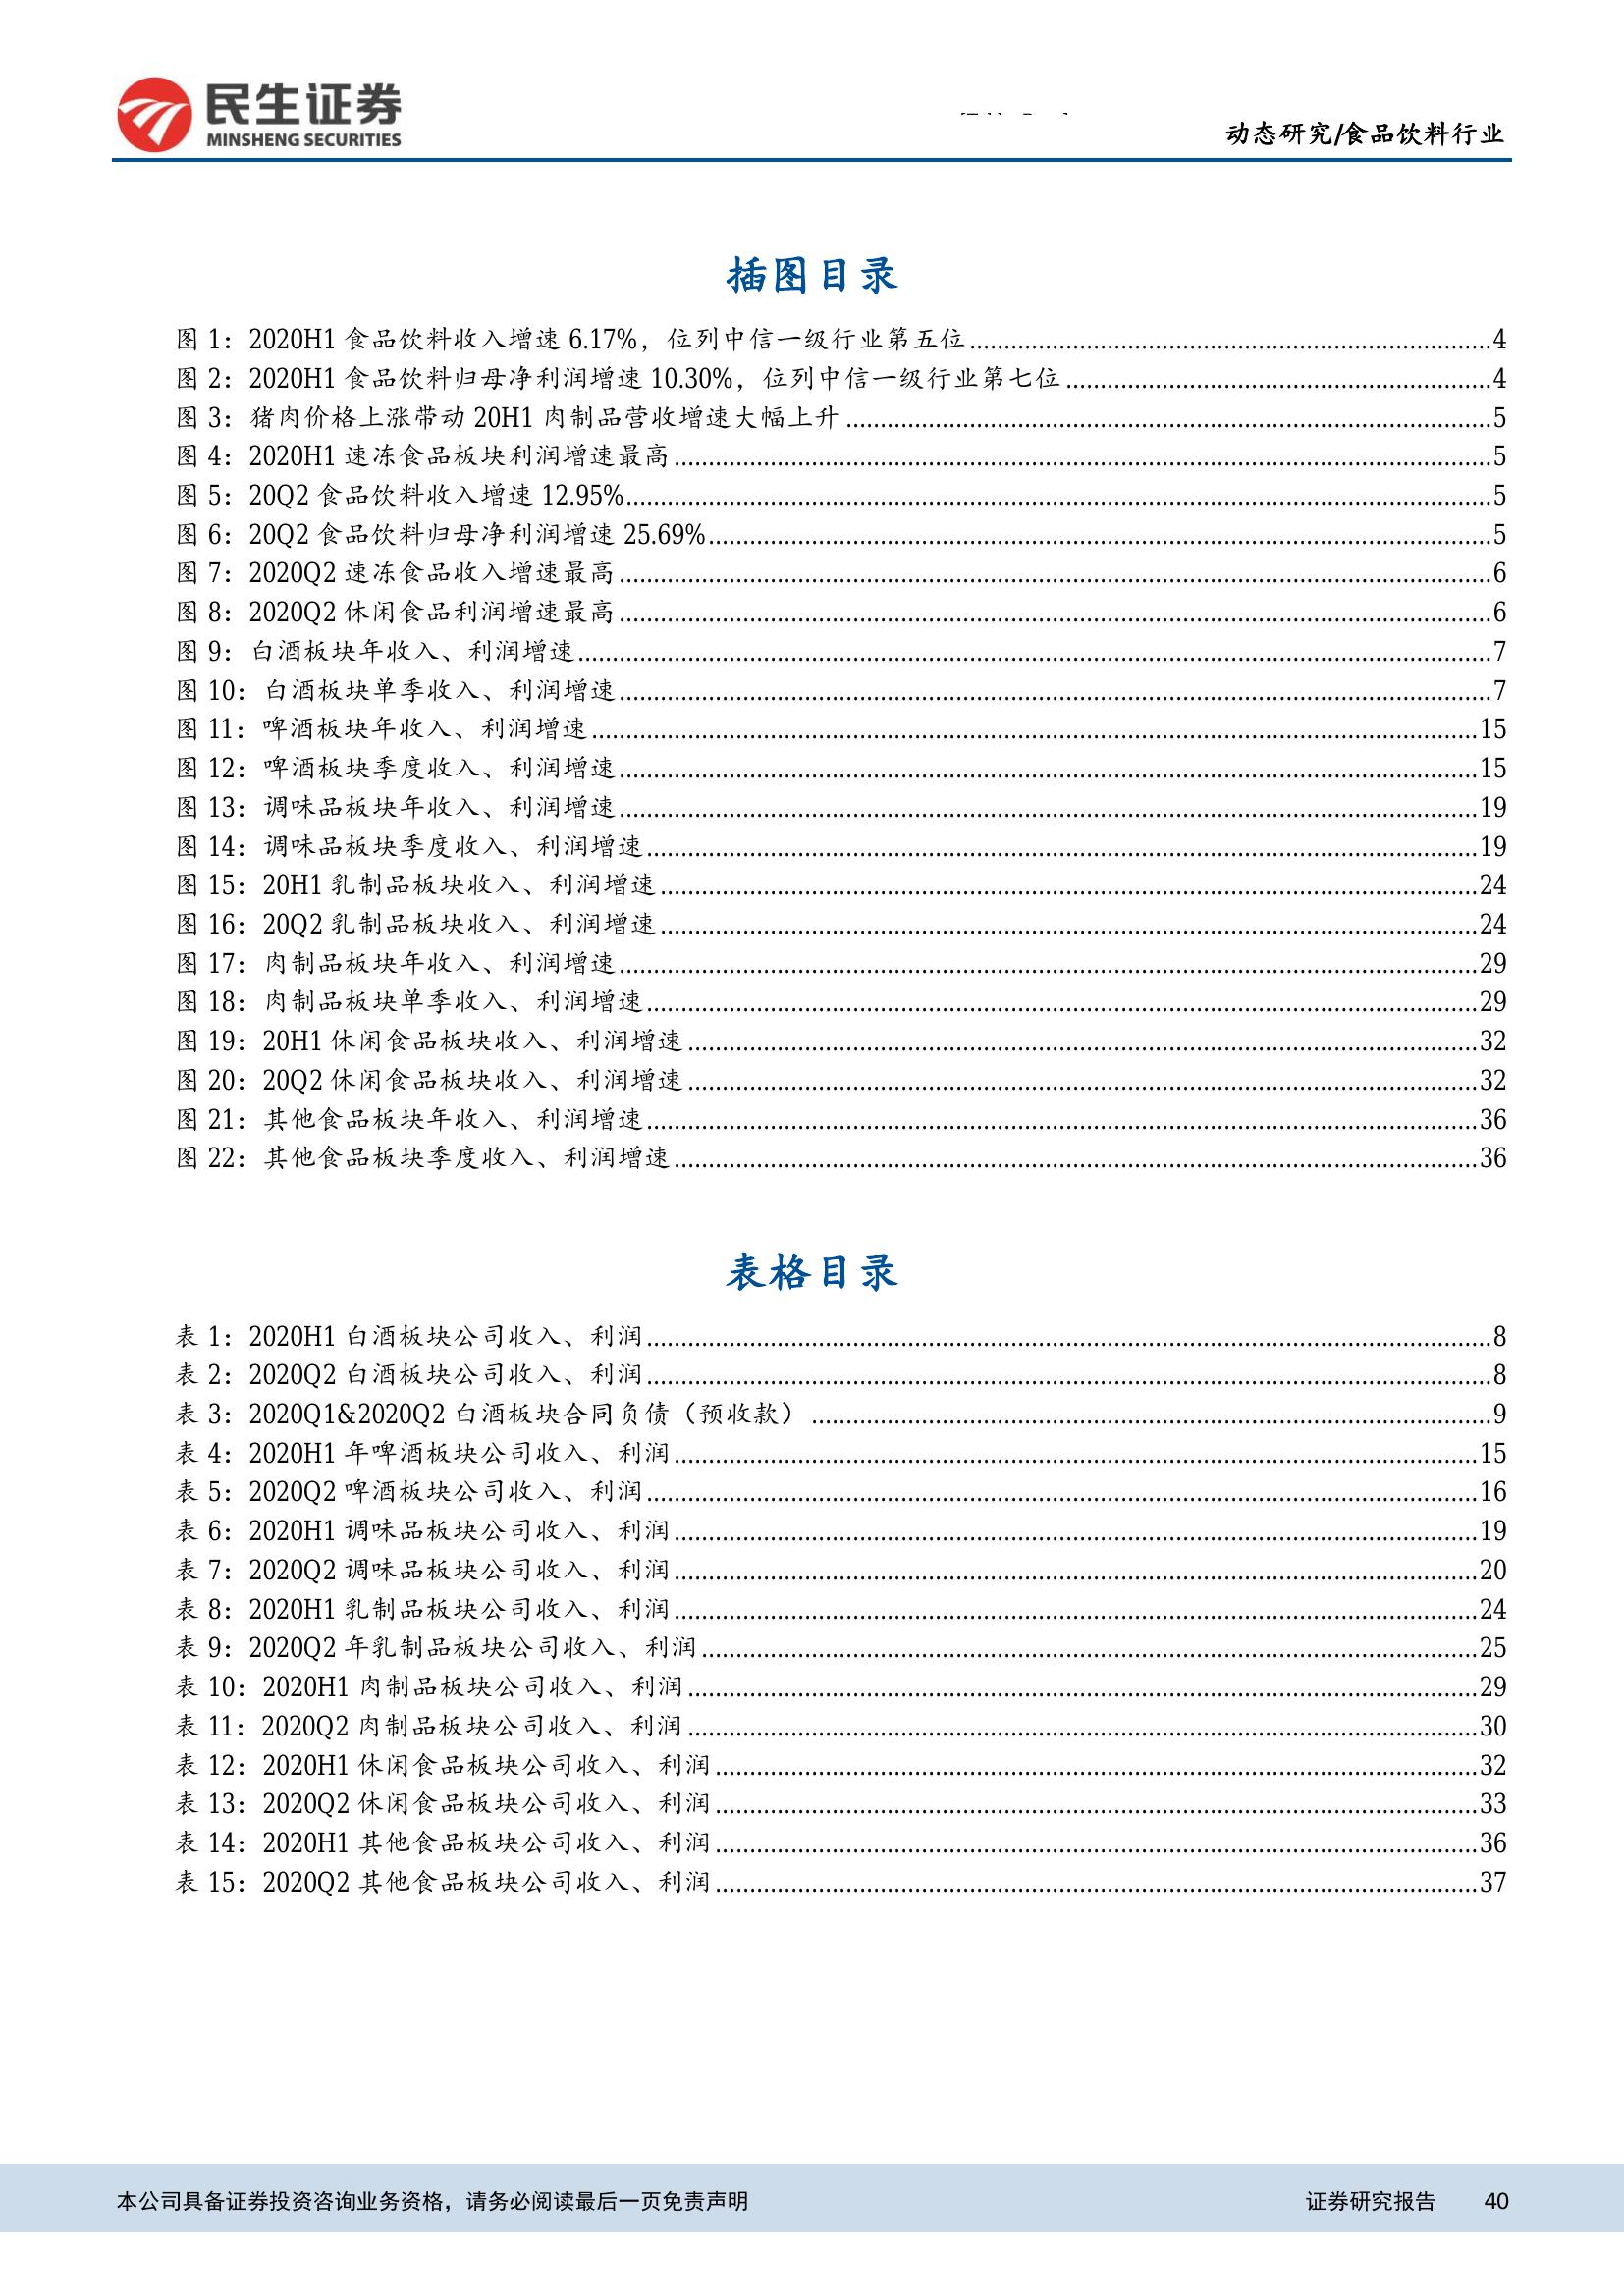 民生证券
MINSHENG SECURITIES
动态研究/食品饮料行业
插图目录
图 1：2020H1 食品饮料收入增速 6.17%，位列中信一级行业第五位........4
图 2：2020H1 食品饮料归母净利润增速 10.30%，位列中信一级行业第七位........4
图 3：猪肉价格上涨带动 20H1 肉制品营收增速大幅上升........5
图 4：2020H1 速冻食品板块利润增速最高........5
图 5：20Q2 食品饮料收入增速 12.95%........5
图 6：20Q2 食品饮料归母净利润增速 25.69%........5
图 7：2020Q2 速冻食品收入增速最高........6
图 8：2020Q2 休闲食品利润增速最高........6
图 9：白酒板块年收入、利润增速........7
图 10：白酒板块单季收入、利润增速........7
图 11：啤酒板块年收入、利润增速........15
图 12：啤酒板块季度收入、利润增速........15
图 13：调味品板块年收入、利润增速........19
图 14：调味品板块季度收入、利润增速........19
图 15：20H1 乳制品板块收入、利润增速........24
图 16：20Q2 乳制品板块收入、利润增速........24
图 17：肉制品板块年收入、利润增速........29
图 18：肉制品板块单季收入、利润增速........29
图 19：20H1 休闲食品板块收入、利润增速........32
图 20：20Q2 休闲食品板块收入、利润增速........32
图 21：其他食品板块年收入、利润增速........36
图 22：其他食品板块季度收入、利润增速........36
表格目录
表 1：2020H1 白酒板块公司收入、利润........8
表 2：2020Q2 白酒板块公司收入、利润........8
表 3：2020Q1&2020Q2 白酒板块合同负债（预收款）........9
表 4：2020H1 年啤酒板块公司收入、利润........15
表 5：2020Q2 啤酒板块公司收入、利润........16
表 6：2020H1 调味品板块公司收入、利润........19
表 7：2020Q2 调味品板块公司收入、利润........20
表 8：2020H1 乳制品板块公司收入、利润........24
表 9：2020Q2 年乳制品板块公司收入、利润........25
表 10：2020H1 肉制品板块公司收入、利润........29
表 11：2020Q2 肉制品板块公司收入、利润........30
表 12：2020H1 休闲食品板块公司收入、利润........32
表 13：2020Q2 休闲食品板块公司收入、利润........33
表 14：2020H1 其他食品板块公司收入、利润........36
表 15：2020Q2 其他食品板块公司收入、利润........37
本公司具备证券投资咨询业务资格，请务必阅读最后一页免责声明 证券研究报告 40